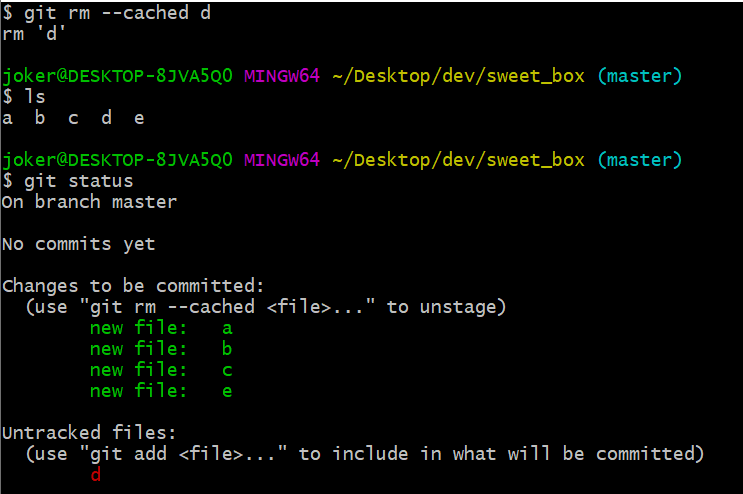 $ git rm --cached d
rm 'd'
joker@DESKTOP-8JVA5Q0 MINGW64 ~/Desktop/dev/sweet_box (master)
$ ls
a  b  c  d  e
joker@DESKTOP-8JVA5Q0 MINGW64 ~/Desktop/dev/sweet_box (master)
$ git status
On branch master
No commits yet
Changes to be committed:
  (use "git rm --cached <file>..." to unstage)
        new file:   a
        new file:   b
        new file:   c
        new file:   e
Untracked files:
  (use "git add <file>..." to include in what will be committed)
        d